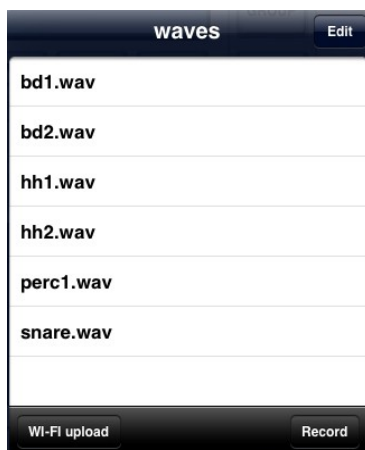 waves
Edit
bd1.wav
bd2.wav
hh1.wav
hh2.wav
perc1.wav
snare.wav
WI-FI upload
Record